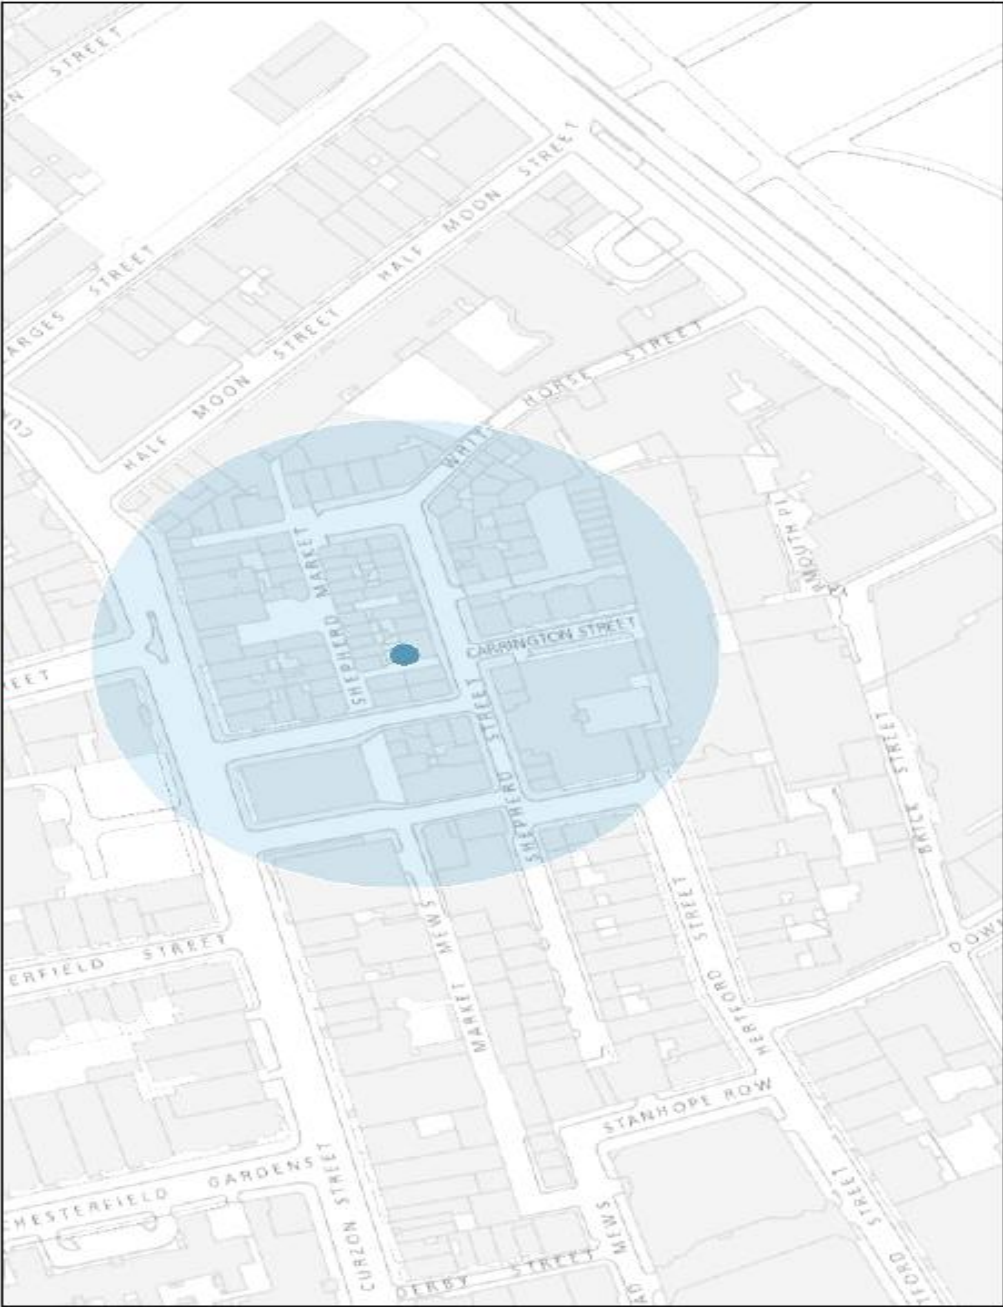 STREET
HALF MOON STREET
STREET
HALF MOON STREET
WHITE HORSE STREET
SHEPHERD MARKET
CARRINGTON STREET
SHEPHERD STREET
BRICK STREET
ERFIELD STREET
MARKET MEWS
HERTFORD STREET
STANHOPE ROW
CHESTERFIELD GARDENS
CURZON STREET
DERBY STREET
MEWS
STREET